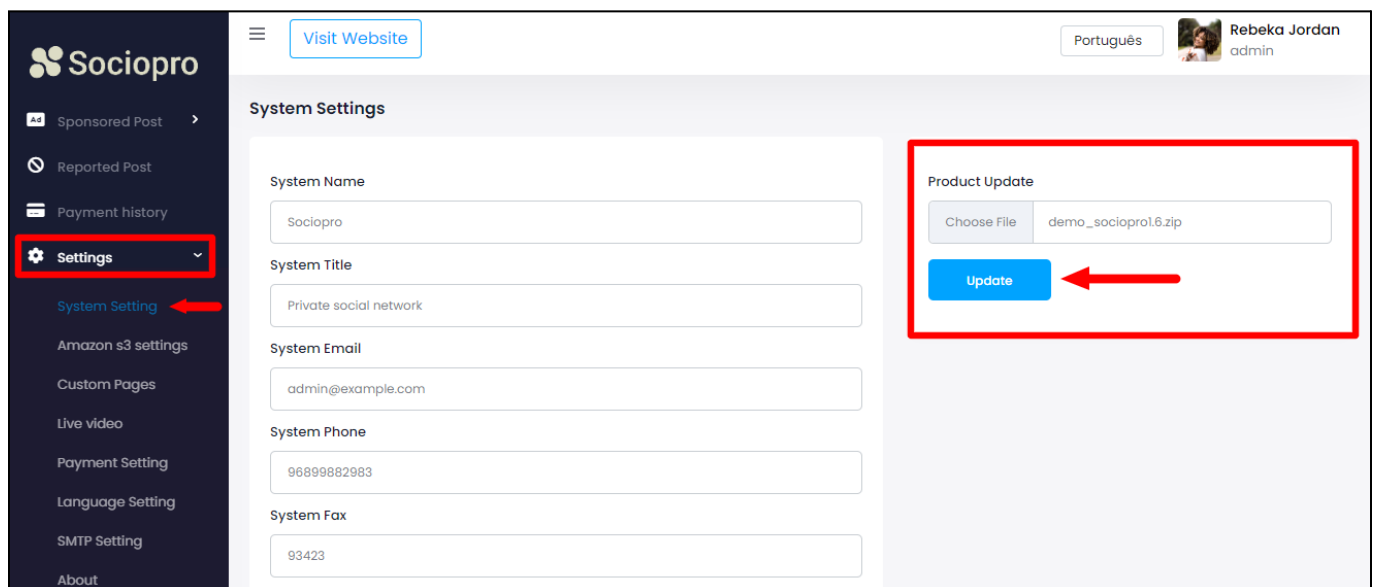 Sociopro
Visit Website
Português
Rebeka Jordan
admin
Ad
Sponsored Post
Reported Post
Payment history
Settings
System Setting
Amazon s3 settings
Custom Pages
Live video
Payment Setting
Language Setting
SMTP Setting
About
System Settings
System Name
Sociopro
System Title
Private social network
System Email
admin@example.com
System Phone
96899882983
System Fax
93423
Product Update
Choose File demo_sociopro1.6.zip
Update